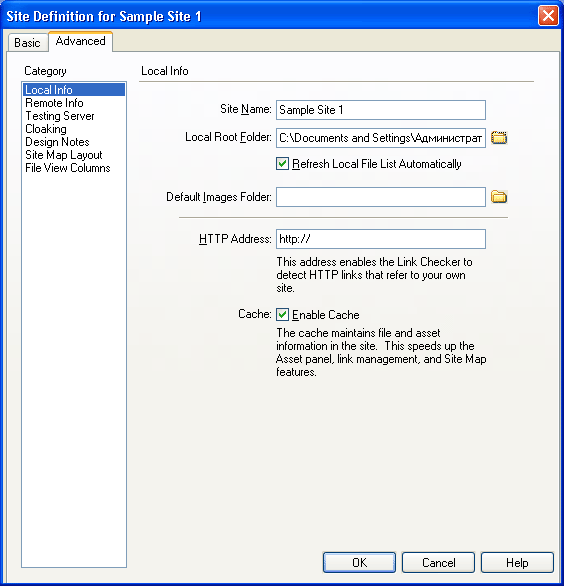 Site Definition for Sample Site 1
Basic
Advanced
Category
Local Info
Remote Info
Testing Server
Cloaking
Design Notes
Site Map Layout
File View Columns
Local Info
Site Name: Sample Site 1
Local Root Folder: C:\Documents and Settings\Администрат
Refresh Local File List Automatically
Default Images Folder:
HTTP Address: http://
This address enables the Link Checker to
detect HTTP links that refer to your own
site.
Cache: Enable Cache
The cache maintains file and asset
information in the site. This speeds up the
Asset panel, link management, and Site Map
features.
OK Cancel Help